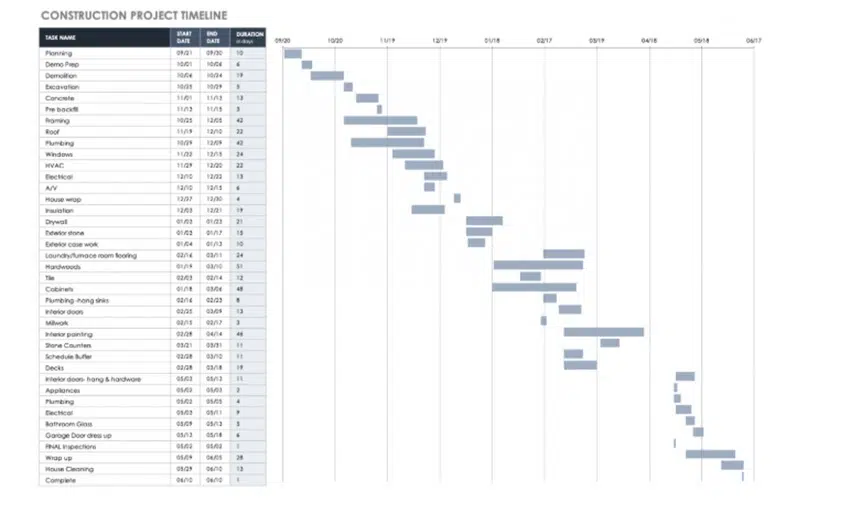 CONSTRUCTION PROJECT TIMELINE
TASK NAME START DATE END DATE DURATION in days
09/20 10/20 11/19 12/19 01/18 02/17 03/19 04/18 05/18 06/17
Planning 09/21 09/30 10
Demo Prep 10/01 10/06 6
Demolition 10/06 10/24 19
Excavation 10/25 10/29 5
Concrete 11/01 11/13 13
Pre backfill 11/13 11/15 3
Framing 10/25 12/05 42
Roof 11/19 12/10 22
Plumbing 10/29 12/09 42
Windows 11/22 12/15 24
HVAC 11/29 12/20 22
Electrical 12/10 12/22 13
A/V 12/10 12/15 6
House wrap 12/27 12/30 4
Insulation 12/03 12/21 19
Drywall 01/03 01/23 21
Exterior stone 01/03 01/17 15
Exterior case work 01/04 01/13 10
Laundry/furnace room flooring 02/16 03/11 24
Hardwoods 01/19 03/10 51
Tile 02/03 02/14 12
Cabinets 01/18 03/06 48
Plumbing -hang sinks 02/16 02/23 8
Interior doors 02/25 03/09 13
Millwork 02/15 02/17 3
Interior painting 02/28 04/14 46
Stone Counters 03/21 03/31 11
Schedule Buffer 02/28 03/10 11
Decks 02/28 03/18 19
Interior doors- hang & hardware 05/03 05/13 11
Appliances 05/02 05/03 2
Plumbing 05/02 05/05 4
Electrical 05/03 05/11 9
Bathroom Glass 05/09 05/13 5
Garage Door dress up 05/13 05/18 6
FINAL Inspections 05/02 05/02 1
Wrap up 05/09 06/05 28
House Cleaning 05/29 06/10 13
Complete 06/10 06/10 1